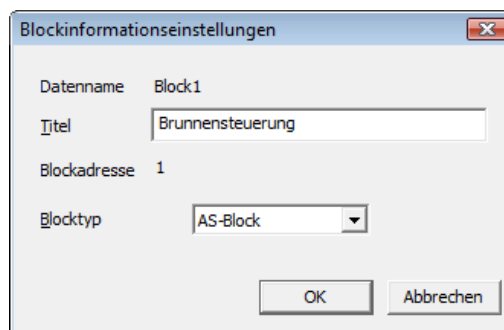 Blockinformationseinstellungen
Datenname Block1
Titel Brunnensteuerung
Blockadresse 1
Blocktyp AS-Block
OK Abbrechen